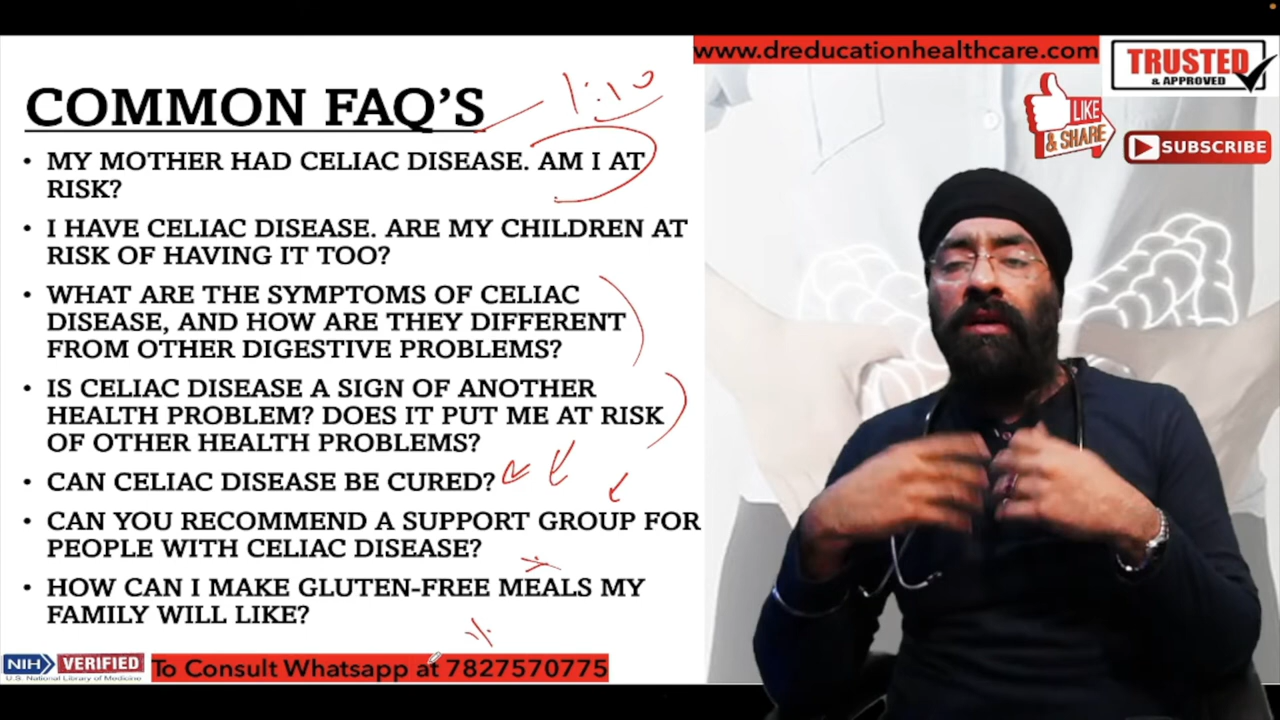 www.dreducationhealthcare.com
TRUSTED
& APPROVED
LIKE
& SHARE
SUBSCRIBE
COMMON FAQ'S
1:10
• MY MOTHER HAD CELIAC DISEASE. AM I AT
RISK?
• I HAVE CELIAC DISEASE. ARE MY CHILDREN AT
RISK OF HAVING IT TOO?
• WHAT ARE THE SYMPTOMS OF CELIAC
DISEASE, AND HOW ARE THEY DIFFERENT
FROM OTHER DIGESTIVE PROBLEMS?
• IS CELIAC DISEASE A SIGN OF ANOTHER
HEALTH PROBLEM? DOES IT PUT ME AT RISK
OF OTHER HEALTH PROBLEMS?
• CAN CELIAC DISEASE BE CURED?
• CAN YOU RECOMMEND A SUPPORT GROUP FOR
PEOPLE WITH CELIAC DISEASE?
• HOW CAN I MAKE GLUTEN-FREE MEALS MY
FAMILY WILL LIKE?
NIH VERIFIED
U.S. National Library of Medicine
To Consult Whatsapp at 7827570775